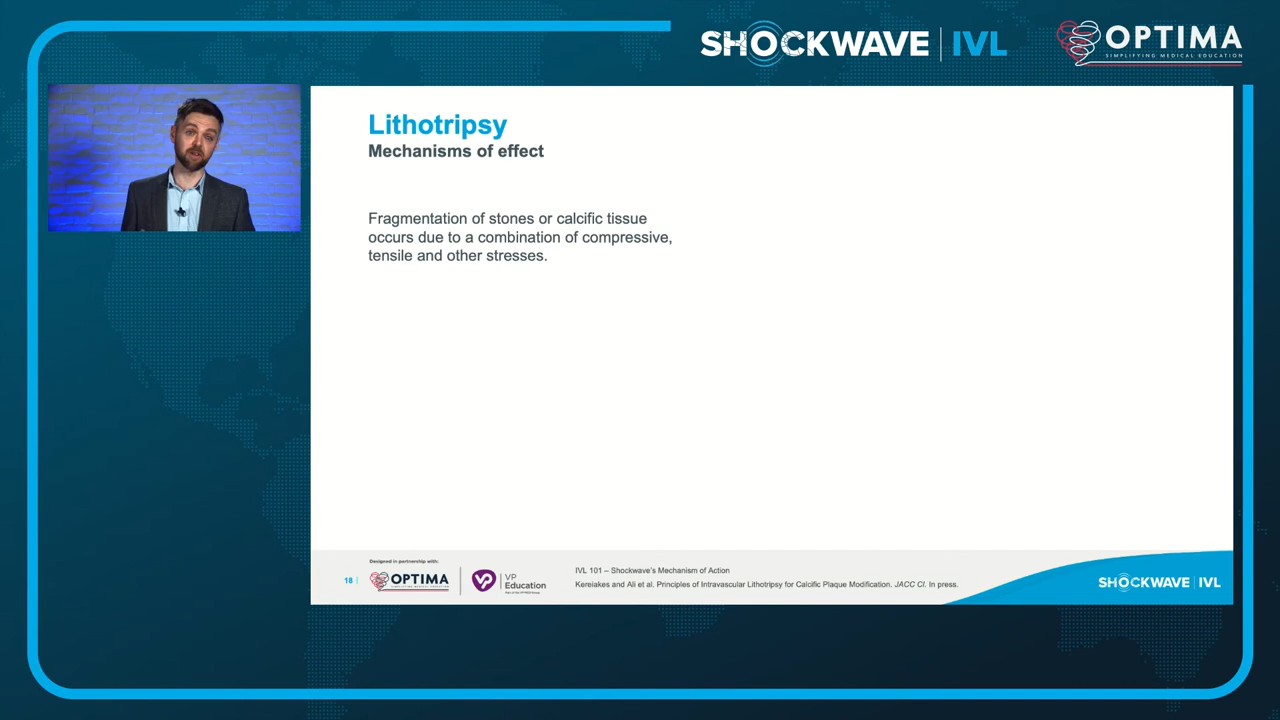 SHOCKWAVE | IVL
OPTIMA
SIMPLIFYING MEDICAL EDUCATION
Lithotripsy
Mechanisms of effect
Fragmentation of stones or calcific tissue
occurs due to a combination of compressive,
tensile and other stresses.
18 |
Designed in partnership with:
OPTIMA
VP
Education
IVL 101 – Shockwave's Mechanism of Action
Kereiakes and Ali et al. Principles of Intravascular Lithotripsy for Calcific Plaque Modification. JACC CI. In press.
SHOCKWAVE | IVL